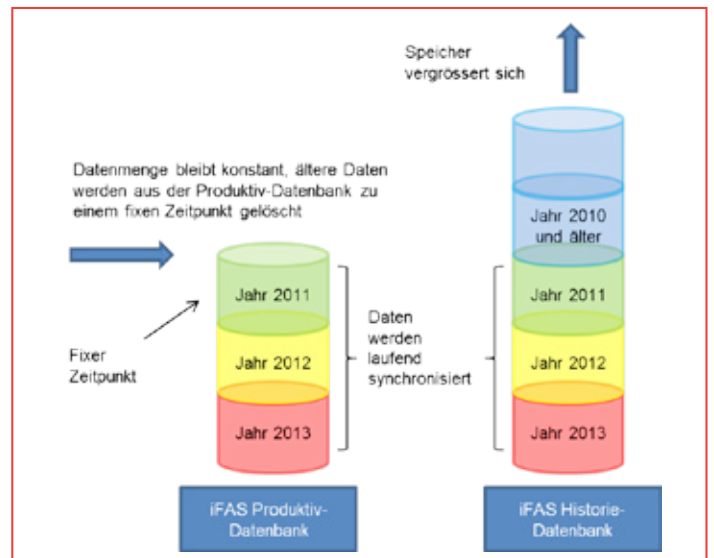 Speicher
vergrössert sich
Datenmenge bleibt konstant, ältere Daten
werden aus der Produktiv-Datenbank zu
einem fixen Zeitpunkt gelöscht
Jahr 2010
und älter
Jahr 2011
Jahr 2011
Daten
werden
laufend
synchronisiert
Fixer
Zeitpunkt
Jahr 2012
Jahr 2012
Jahr 2013
Jahr 2013
iFAS Produktiv-
Datenbank
iFAS Historie-
Datenbank